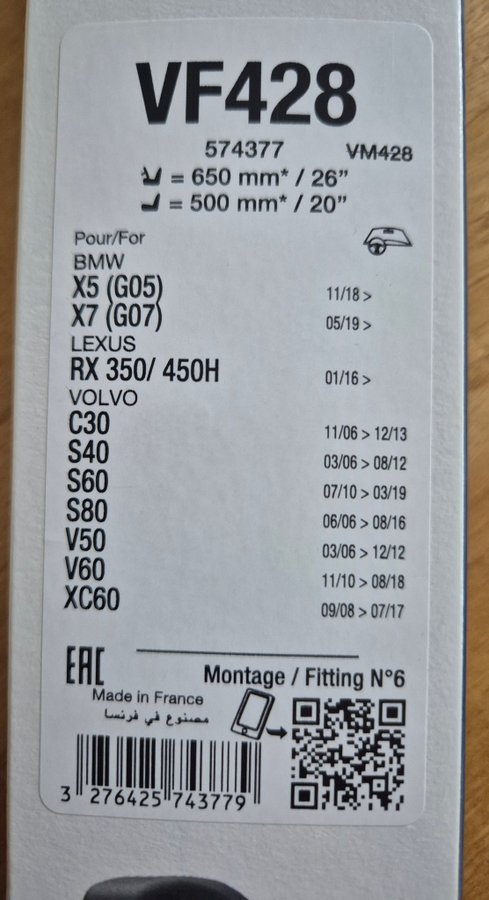 VF428
574377 VM428
= 650 mm* / 26”
= 500 mm* / 20”
Pour/For
BMW
X5 (G05) 11/18 >
X7 (G07) 05/19 >
LEXUS
RX 350/ 450H 01/16 >
VOLVO
C30 11/06 > 12/13
S40 03/06 > 08/12
S60 07/10 > 03/19
S80 06/06 > 08/16
V50 03/06 > 12/12
V60 11/10 > 08/18
XC60 09/08 > 07/17
EAC Montage / Fitting N°6
Made in France
مصنوع في فرنسا
3 276425 743779